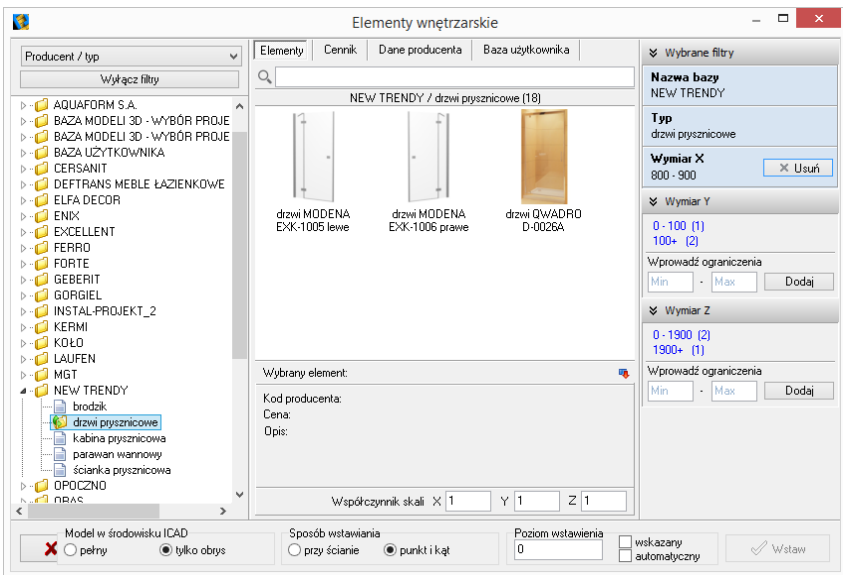 Elementy wnętrzarskie
Producent / typ
Wyłącz filtry
AQUAFORM S.A.
BAZA MODELI 3D - WYBÓR PROJE
BAZA MODELI 3D - WYBÓR PROJE
BAZA UŻYTKOWNIKA
CERSANIT
DEFTRANS MEBLE ŁAZIENKOWE
ELFA DECOR
ENIX
EXCELLENT
FERRO
FORTE
GEBERIT
GORGIEL
INSTAL-PROJEKT_2
KERMI
KOŁO
LAUFEN
MGT
NEW TRENDY
brodzik
drzwi prysznicowe
kabina prysznicowa
parawan wannowy
ścianka prysznicowa
OPOCZNO
ORAS
Elementy Cennik Dane producenta Baza użytkownika
NEW TRENDY / drzwi prysznicowe (18)
drzwi MODENA EXK-1005 lewe
drzwi MODENA EXK-1006 prawe
drzwi QWADRO D-0026A
Wybrany element:
Kod producenta:
Cena:
Opis:
Współczynnik skali X 1 Y 1 Z 1
Wybrane filtry
Nazwa bazy
NEW TRENDY
Typ
drzwi prysznicowe
Wymiar X
800 - 900 Usuń
Wymiar Y
0 - 100 (1)
100+ (2)
Wprowadź ograniczenia
Min - Max Dodaj
Wymiar Z
0 - 1900 (2)
1900+ (1)
Wprowadź ograniczenia
Min - Max Dodaj
Model w środowisku ICAD
pełny tylko obrys
Sposób wstawiania
przy ścianie punkt i kąt
Poziom wstawienia
0
wskazany
automatyczny
Wstaw